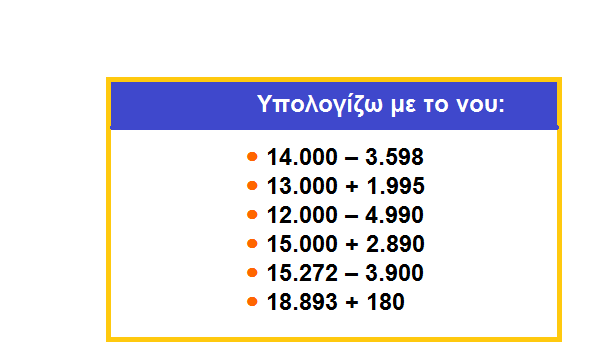 Υπολογίζω με το νου:
• 14.000 – 3.598
• 13.000 + 1.995
• 12.000 – 4.990
• 15.000 + 2.890
• 15.272 – 3.900
• 18.893 + 180